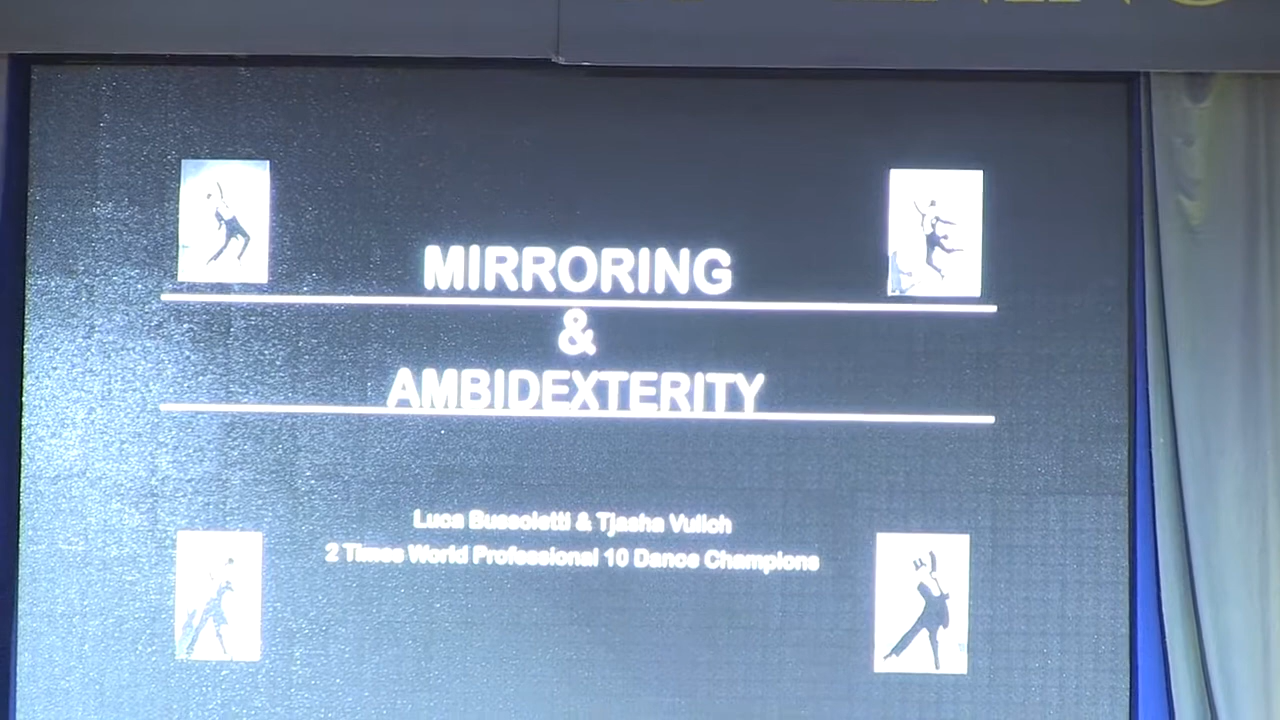 MIRRORING
&
AMBIDEXTERITY
Luca Bussoletti & Tjasha Vulich
2 Times World Professional 10 Dance Champions